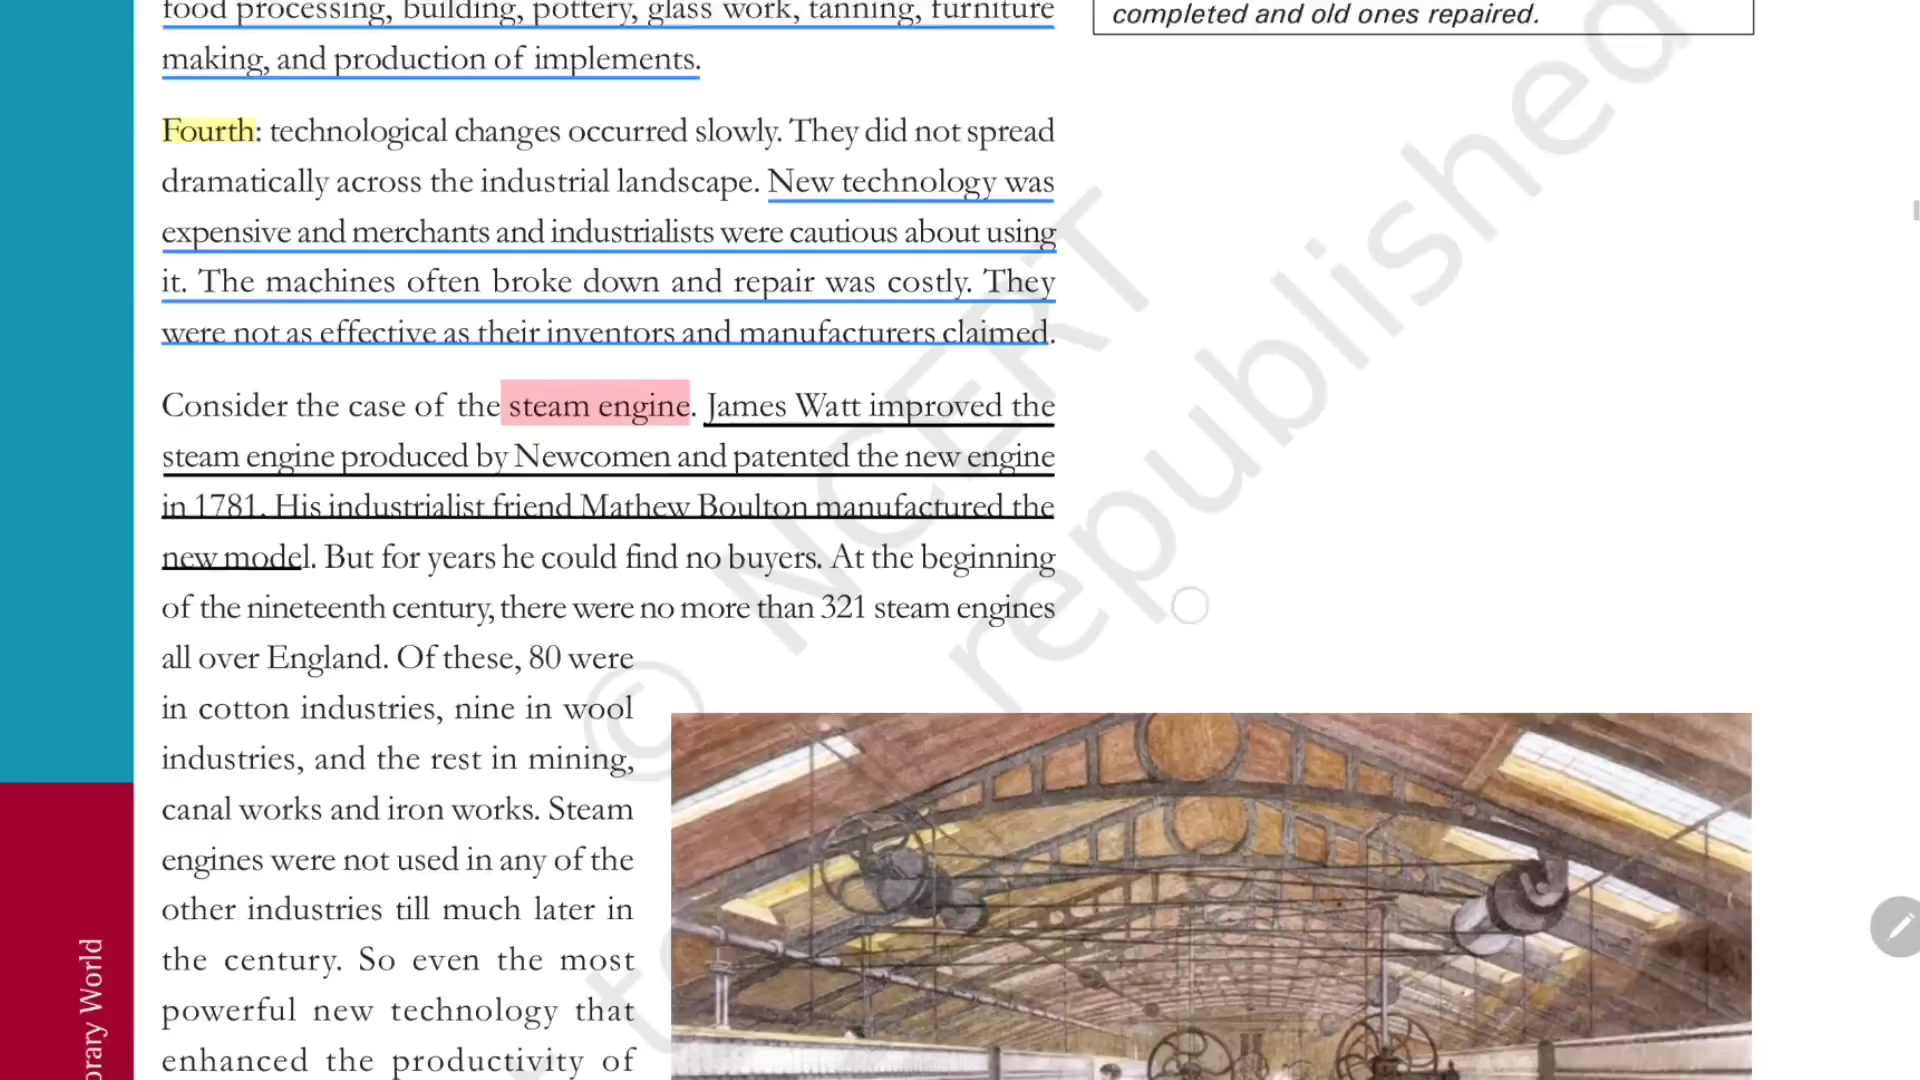 food processing, building, pottery, glass work, tanning, furniture
making, and production of implements.
completed and old ones repaired.
Fourth: technological changes occurred slowly. They did not spread
dramatically across the industrial landscape. New technology was
expensive and merchants and industrialists were cautious about using
it. The machines often broke down and repair was costly. They
were not as effective as their inventors and manufacturers claimed.
Consider the case of the steam engine. James Watt improved the
steam engine produced by Newcomen and patented the new engine
in 1781. His industrialist friend Mathew Boulton manufactured the
new model. But for years he could find no buyers. At the beginning
of the nineteenth century, there were no more than 321 steam engines
all over England. Of these, 80 were
in cotton industries, nine in wool
industries, and the rest in mining,
canal works and iron works. Steam
engines were not used in any of the
other industries till much later in
the century. So even the most
powerful new technology that
enhanced the productivity of
© NCERT
republished
World